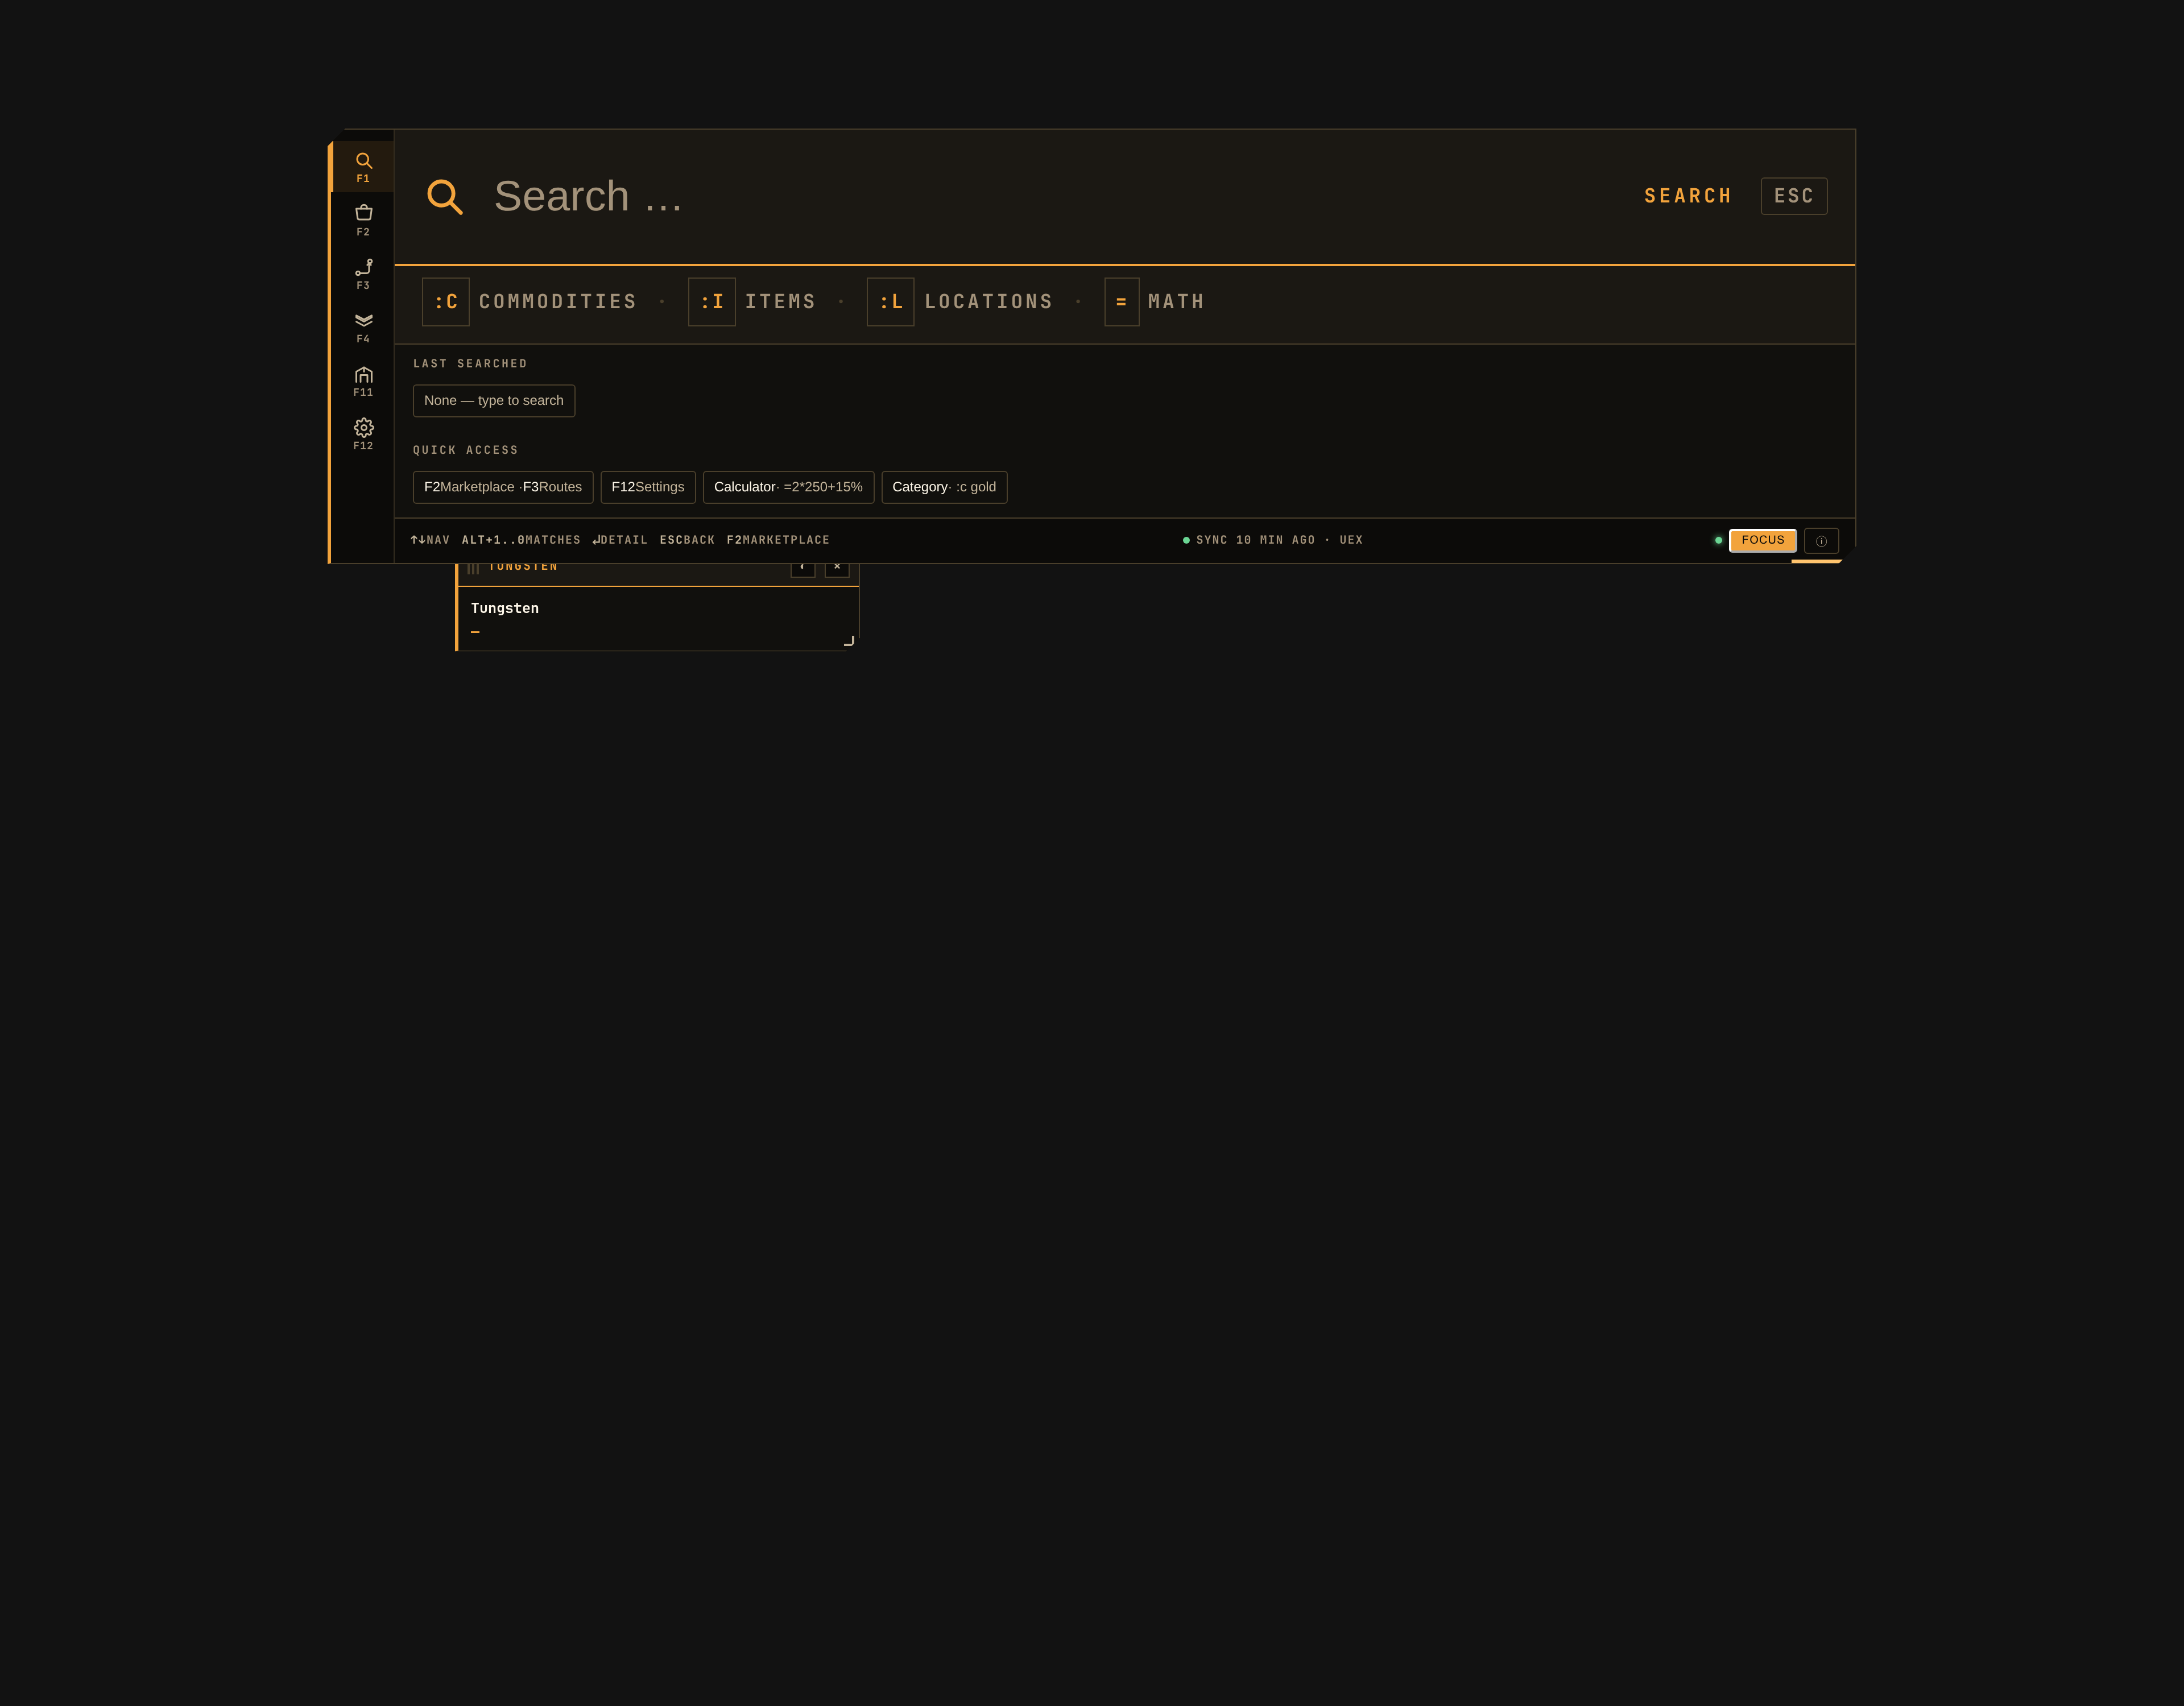 F1
F2
F3
F4
F11
F12
Search ...
SEARCH ESC
:C COMMODITIES · :I ITEMS · :L LOCATIONS · = MATH
LAST SEARCHED
None — type to search
QUICK ACCESS
F2Marketplace ·F3Routes F12Settings Calculator· =2*250+15% Category· :c gold
↑↓NAV ALT+1..0MATCHES ↵DETAIL ESCBACK F2MARKETPLACE SYNC 10 MIN AGO · UEX FOCUS ⓘ
TUNGSTEN ×
Tungsten
—